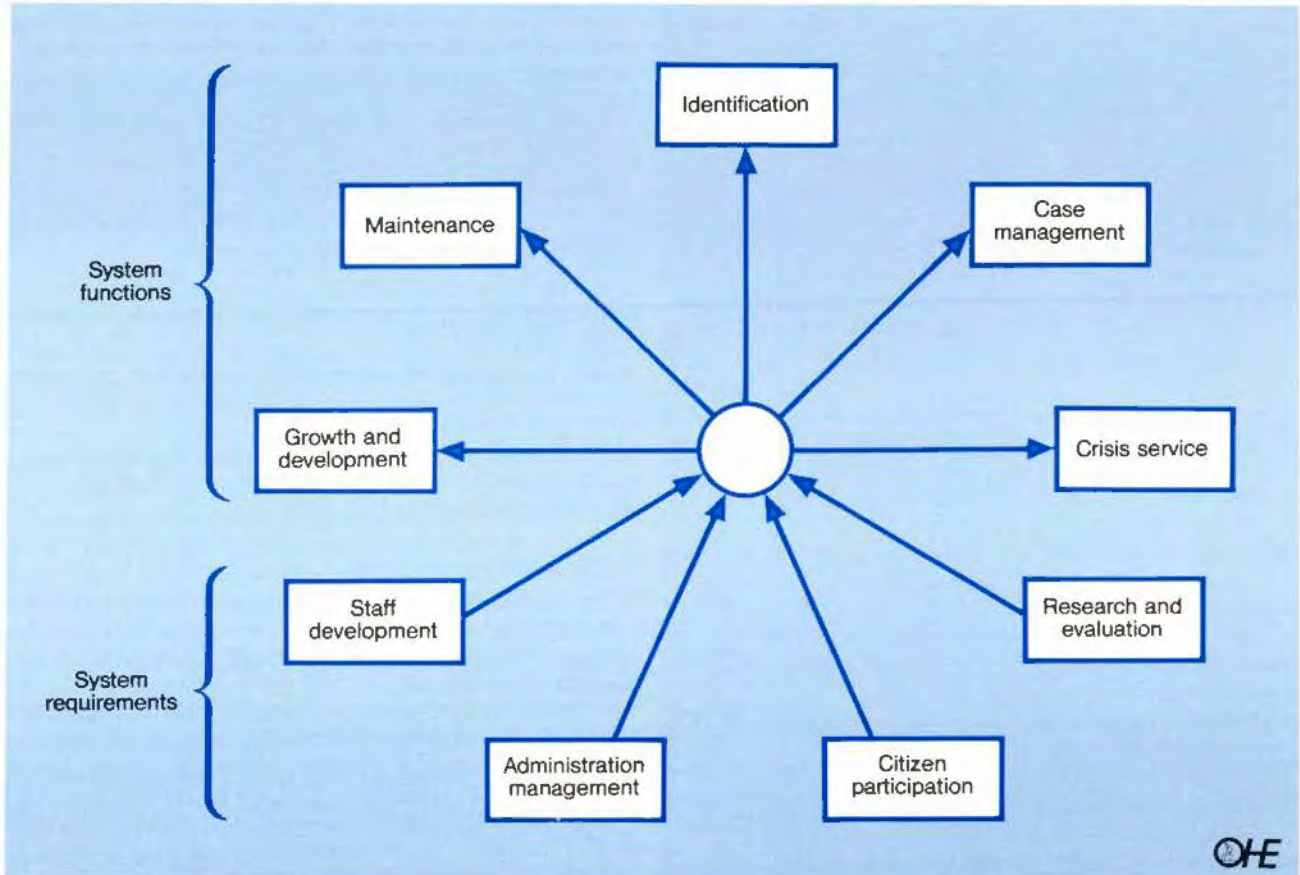 Identification
Maintenance
Case
management
System
functions
Growth and
development
Crisis service
Staff
development
Research and
evaluation
System
requirements
Administration
management
Citizen
participation
OHE